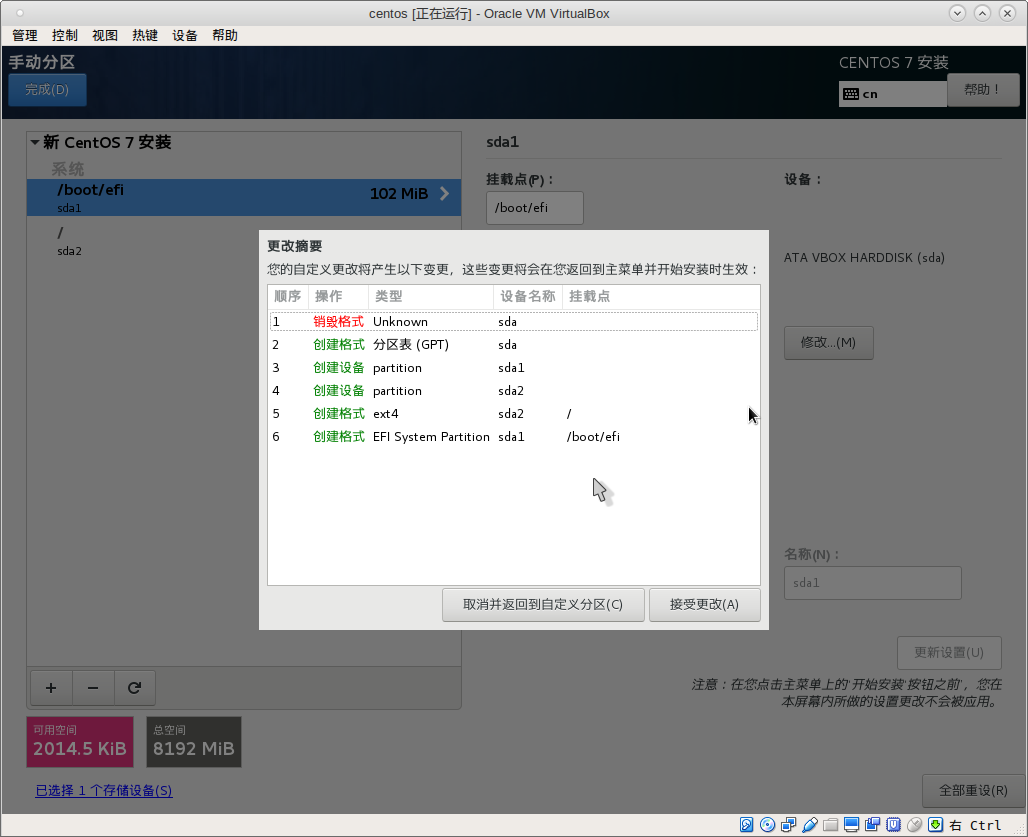 centos [正在运行] - Oracle VM VirtualBox
管理 控制 视图 热键 设备 帮助
手动分区
CENTOS 7 安装
完成(D)
cn
帮助！
新 CentOS 7 安装
系统
/boot/efi 102 MiB
sda1
/
sda2
sda1
挂载点(P)：
设备：
/boot/efi
ATA VBOX HARDDISK (sda)
修改...(M)
更改摘要
您的自定义更改将产生以下变更，这些变更将会在您返回到主菜单并开始安装时生效：
顺序 操作 类型 设备名称 挂载点
1 销毁格式 Unknown sda
2 创建格式 分区表 (GPT) sda
3 创建设备 partition sda1
4 创建设备 partition sda2
5 创建格式 ext4 sda2 /
6 创建格式 EFI System Partition sda1 /boot/efi
取消并返回到自定义分区(C) 接受更改(A)
名称(N)：
sda1
更新设置(U)
注意：在您点击主菜单上的'开始安装'按钮之前，您在
本屏幕内所做的设置更改不会被应用。
可用空间
2014.5 KiB
总空间
8192 MiB
已选择 1 个存储设备(S)
全部重设(R)
右 Ctrl